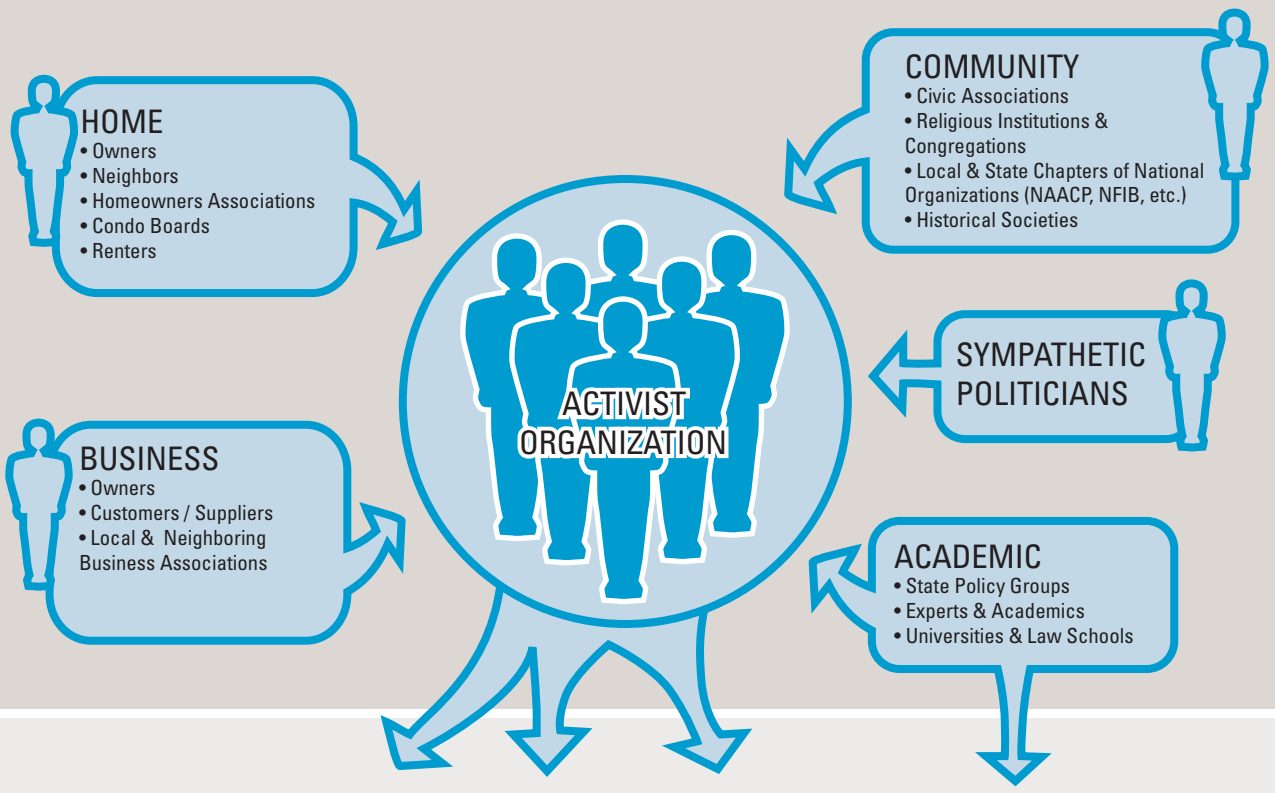 HOME
• Owners
• Neighbors
• Homeowners Associations
• Condo Boards
• Renters
COMMUNITY
• Civic Associations
• Religious Institutions &
Congregations
• Local & State Chapters of National
Organizations (NAACP, NFIB, etc.)
• Historical Societies
ACTIVIST
ORGANIZATION
SYMPATHETIC
POLITICIANS
BUSINESS
• Owners
• Customers / Suppliers
• Local & Neighboring
Business Associations
ACADEMIC
• State Policy Groups
• Experts & Academics
• Universities & Law Schools